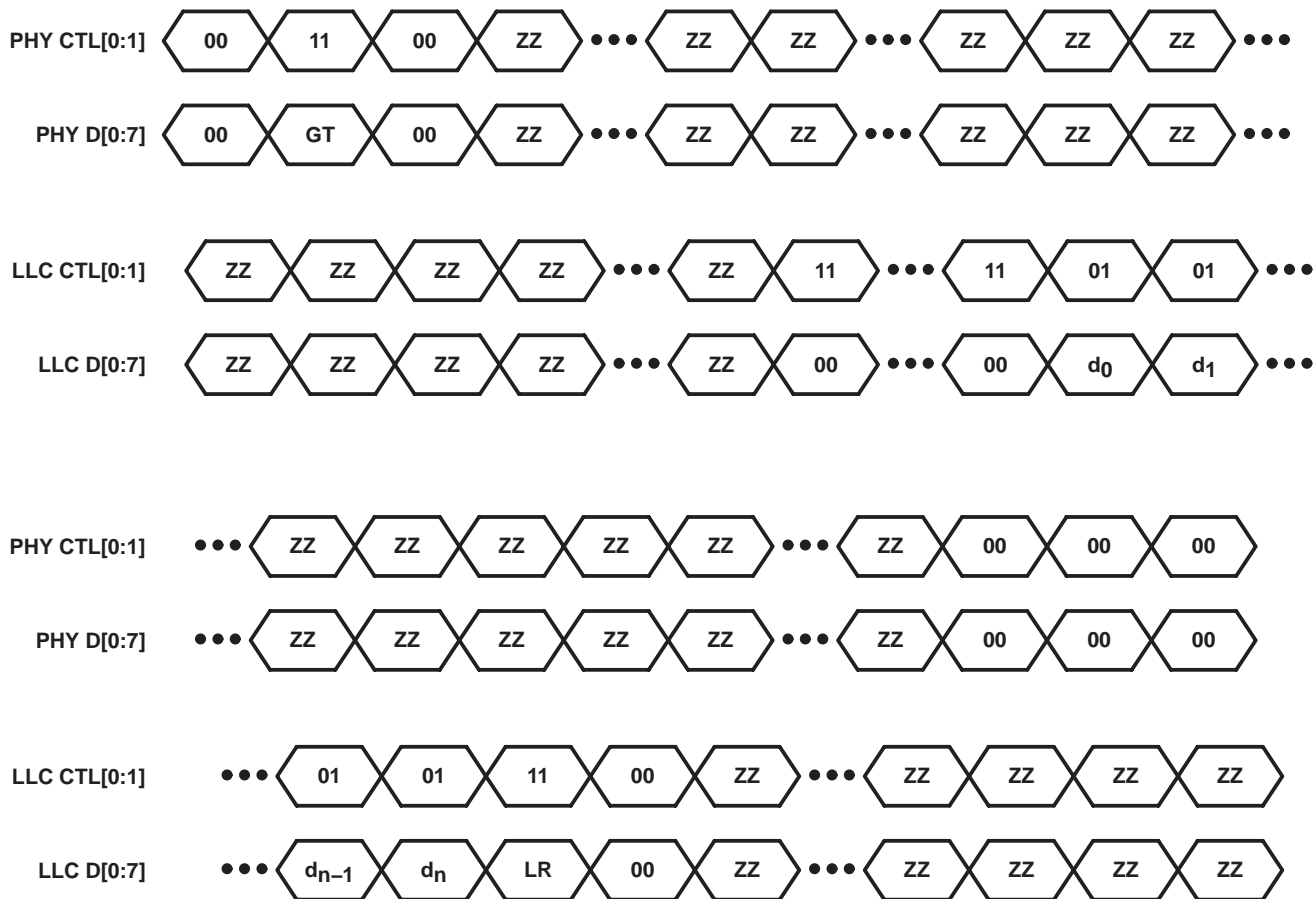 PHY CTL[0:1] 00 11 00 ZZ ••• ZZ ZZ ••• ZZ ZZ ZZ •••
PHY D[0:7] 00 GT 00 ZZ ••• ZZ ZZ ••• ZZ ZZ ZZ •••
LLC CTL[0:1] ZZ ZZ ZZ ZZ ••• ZZ 11 ••• 11 01 01 •••
LLC D[0:7] ZZ ZZ ZZ ZZ ••• ZZ 00 ••• 00 d0 d1 •••
PHY CTL[0:1] ••• ZZ ZZ ZZ ZZ ZZ ••• ZZ 00 00 00
PHY D[0:7] ••• ZZ ZZ ZZ ZZ ZZ ••• ZZ 00 00 00
LLC CTL[0:1] ••• 01 01 11 00 ZZ ••• ZZ ZZ ZZ ZZ
LLC D[0:7] ••• dn–1 dn LR 00 ZZ ••• ZZ ZZ ZZ ZZ